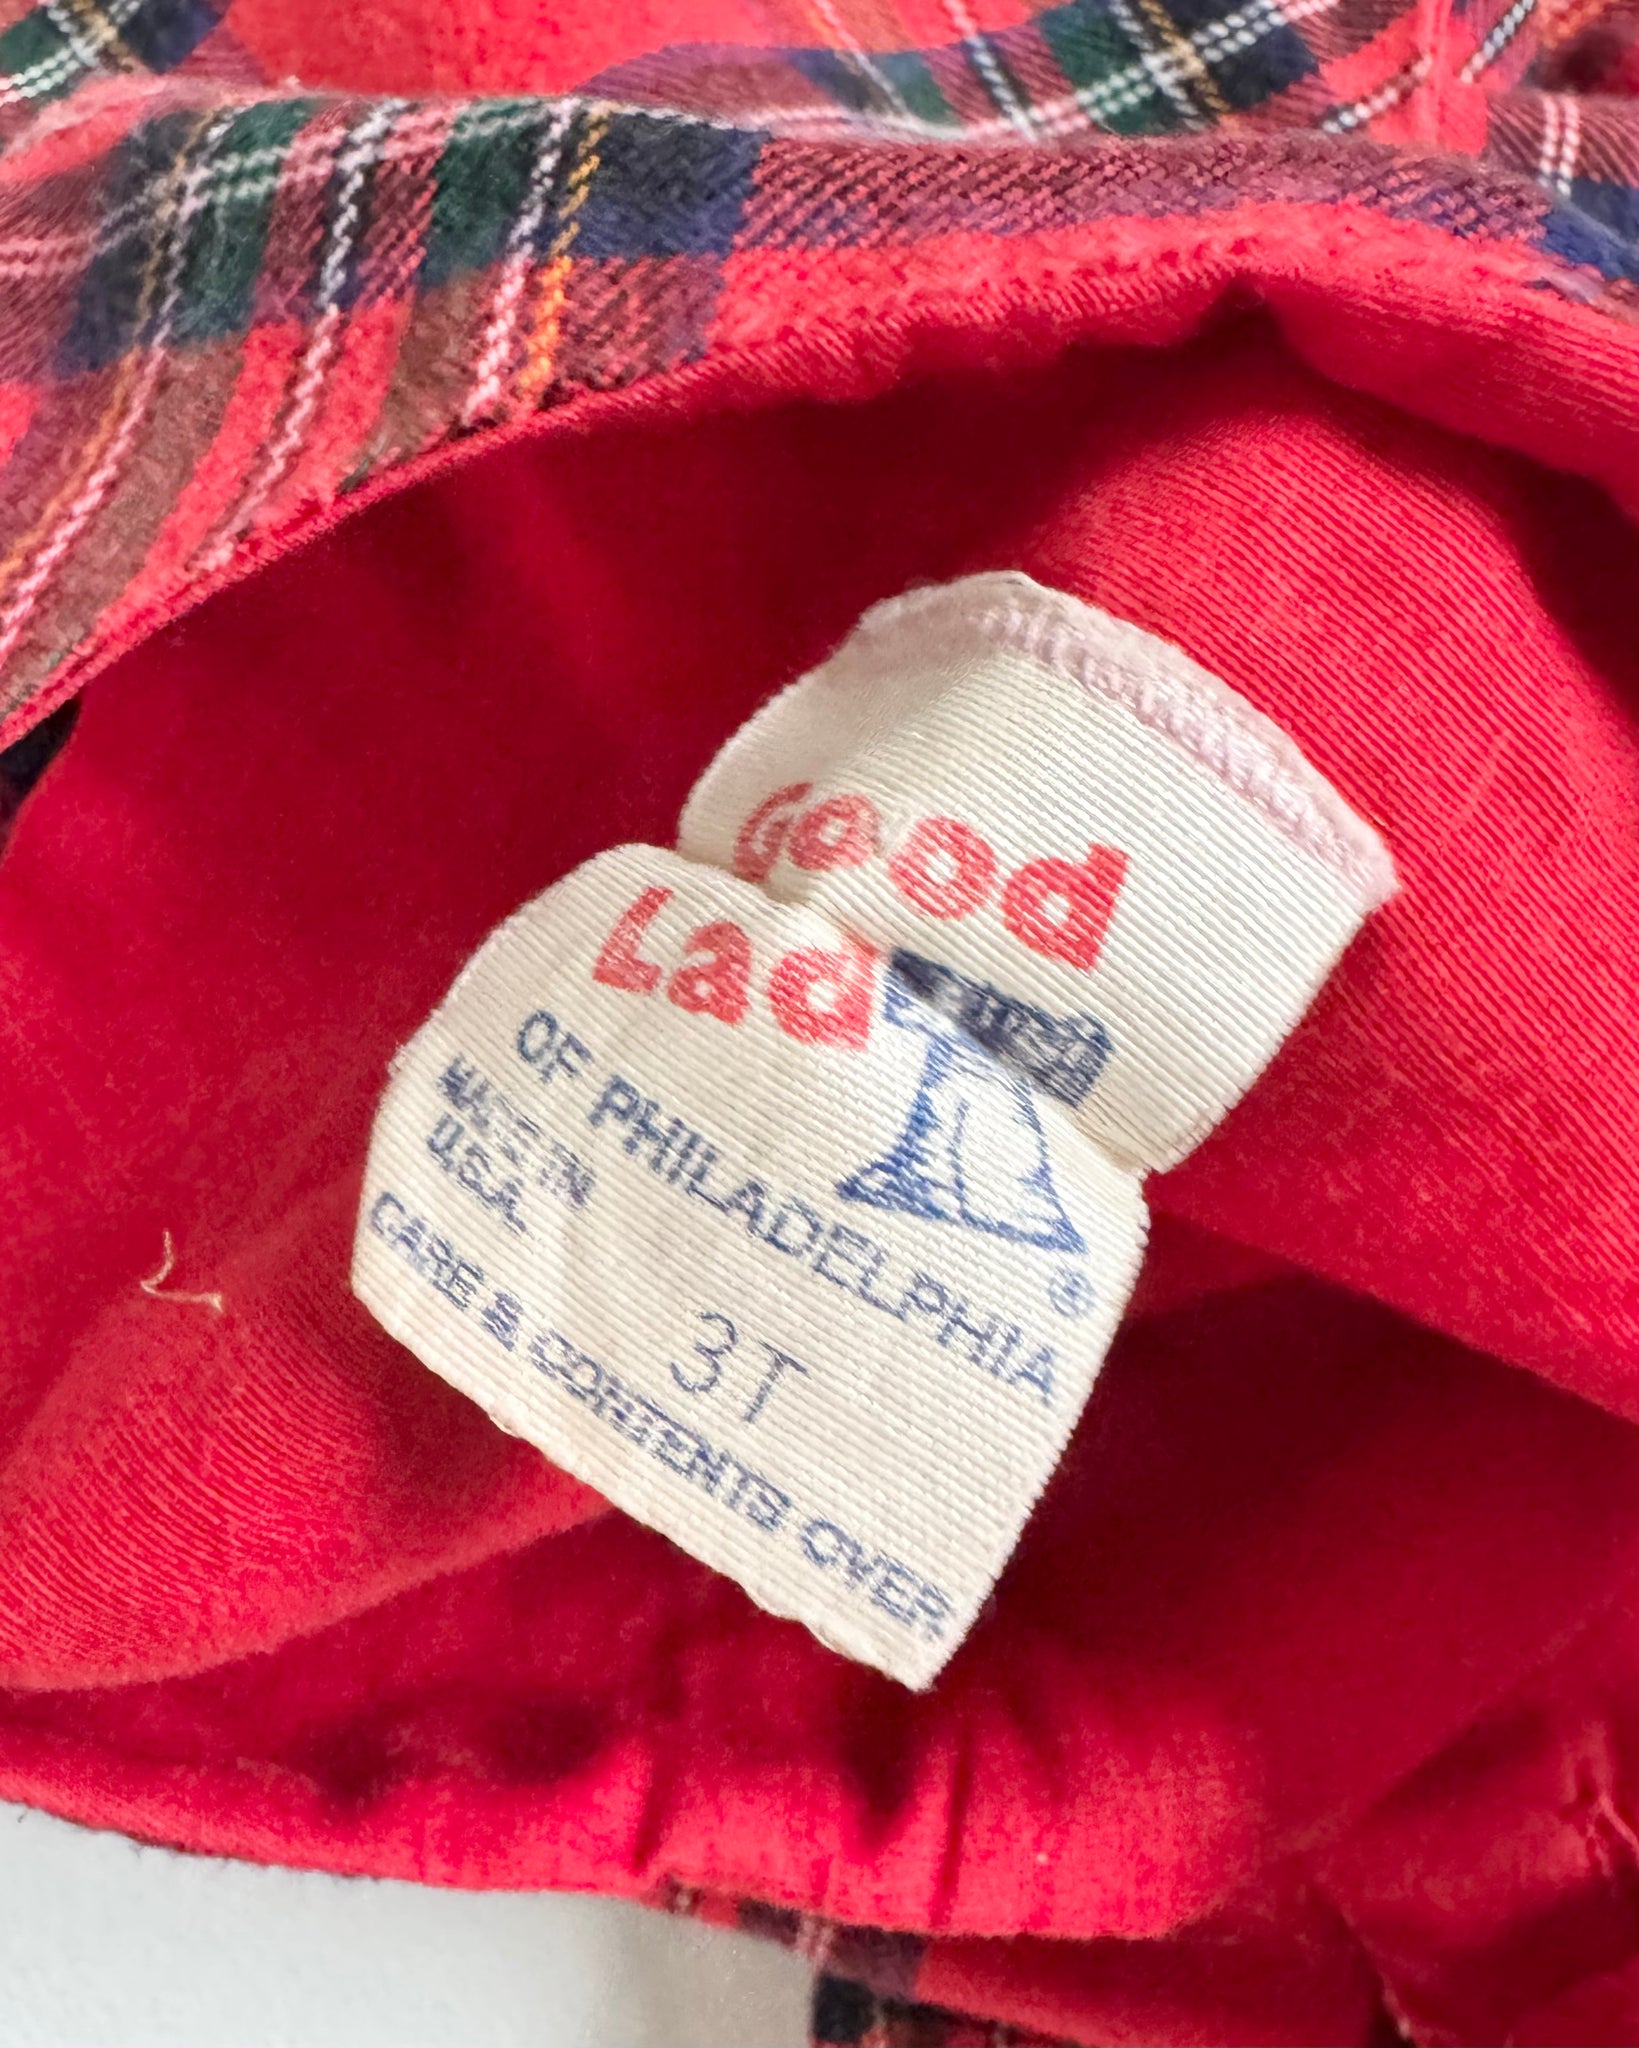 Good
Lad
OF PHILADELPHIA
®
MADE IN
U.S.A.
3T
CARE & CONTENTS OVER